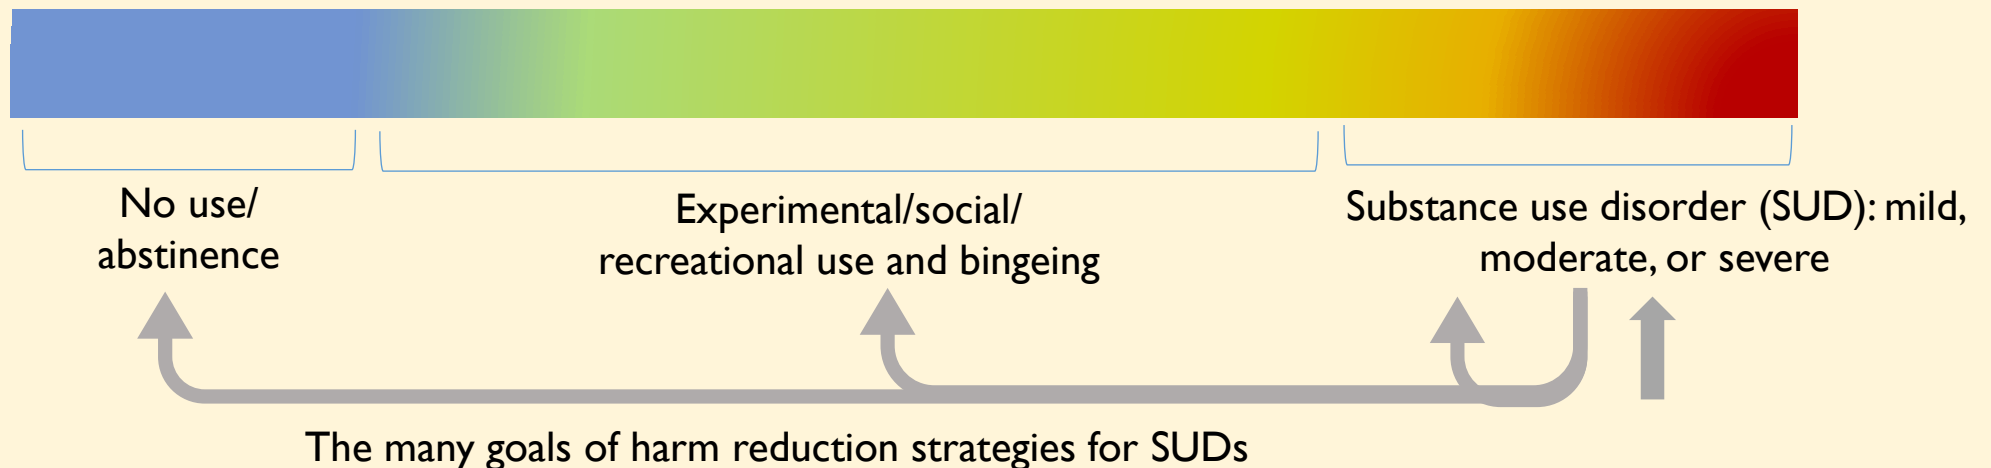 No use/
abstinence
Experimental/social/
recreational use and bingeing
Substance use disorder (SUD): mild,
moderate, or severe
The many goals of harm reduction strategies for SUDs